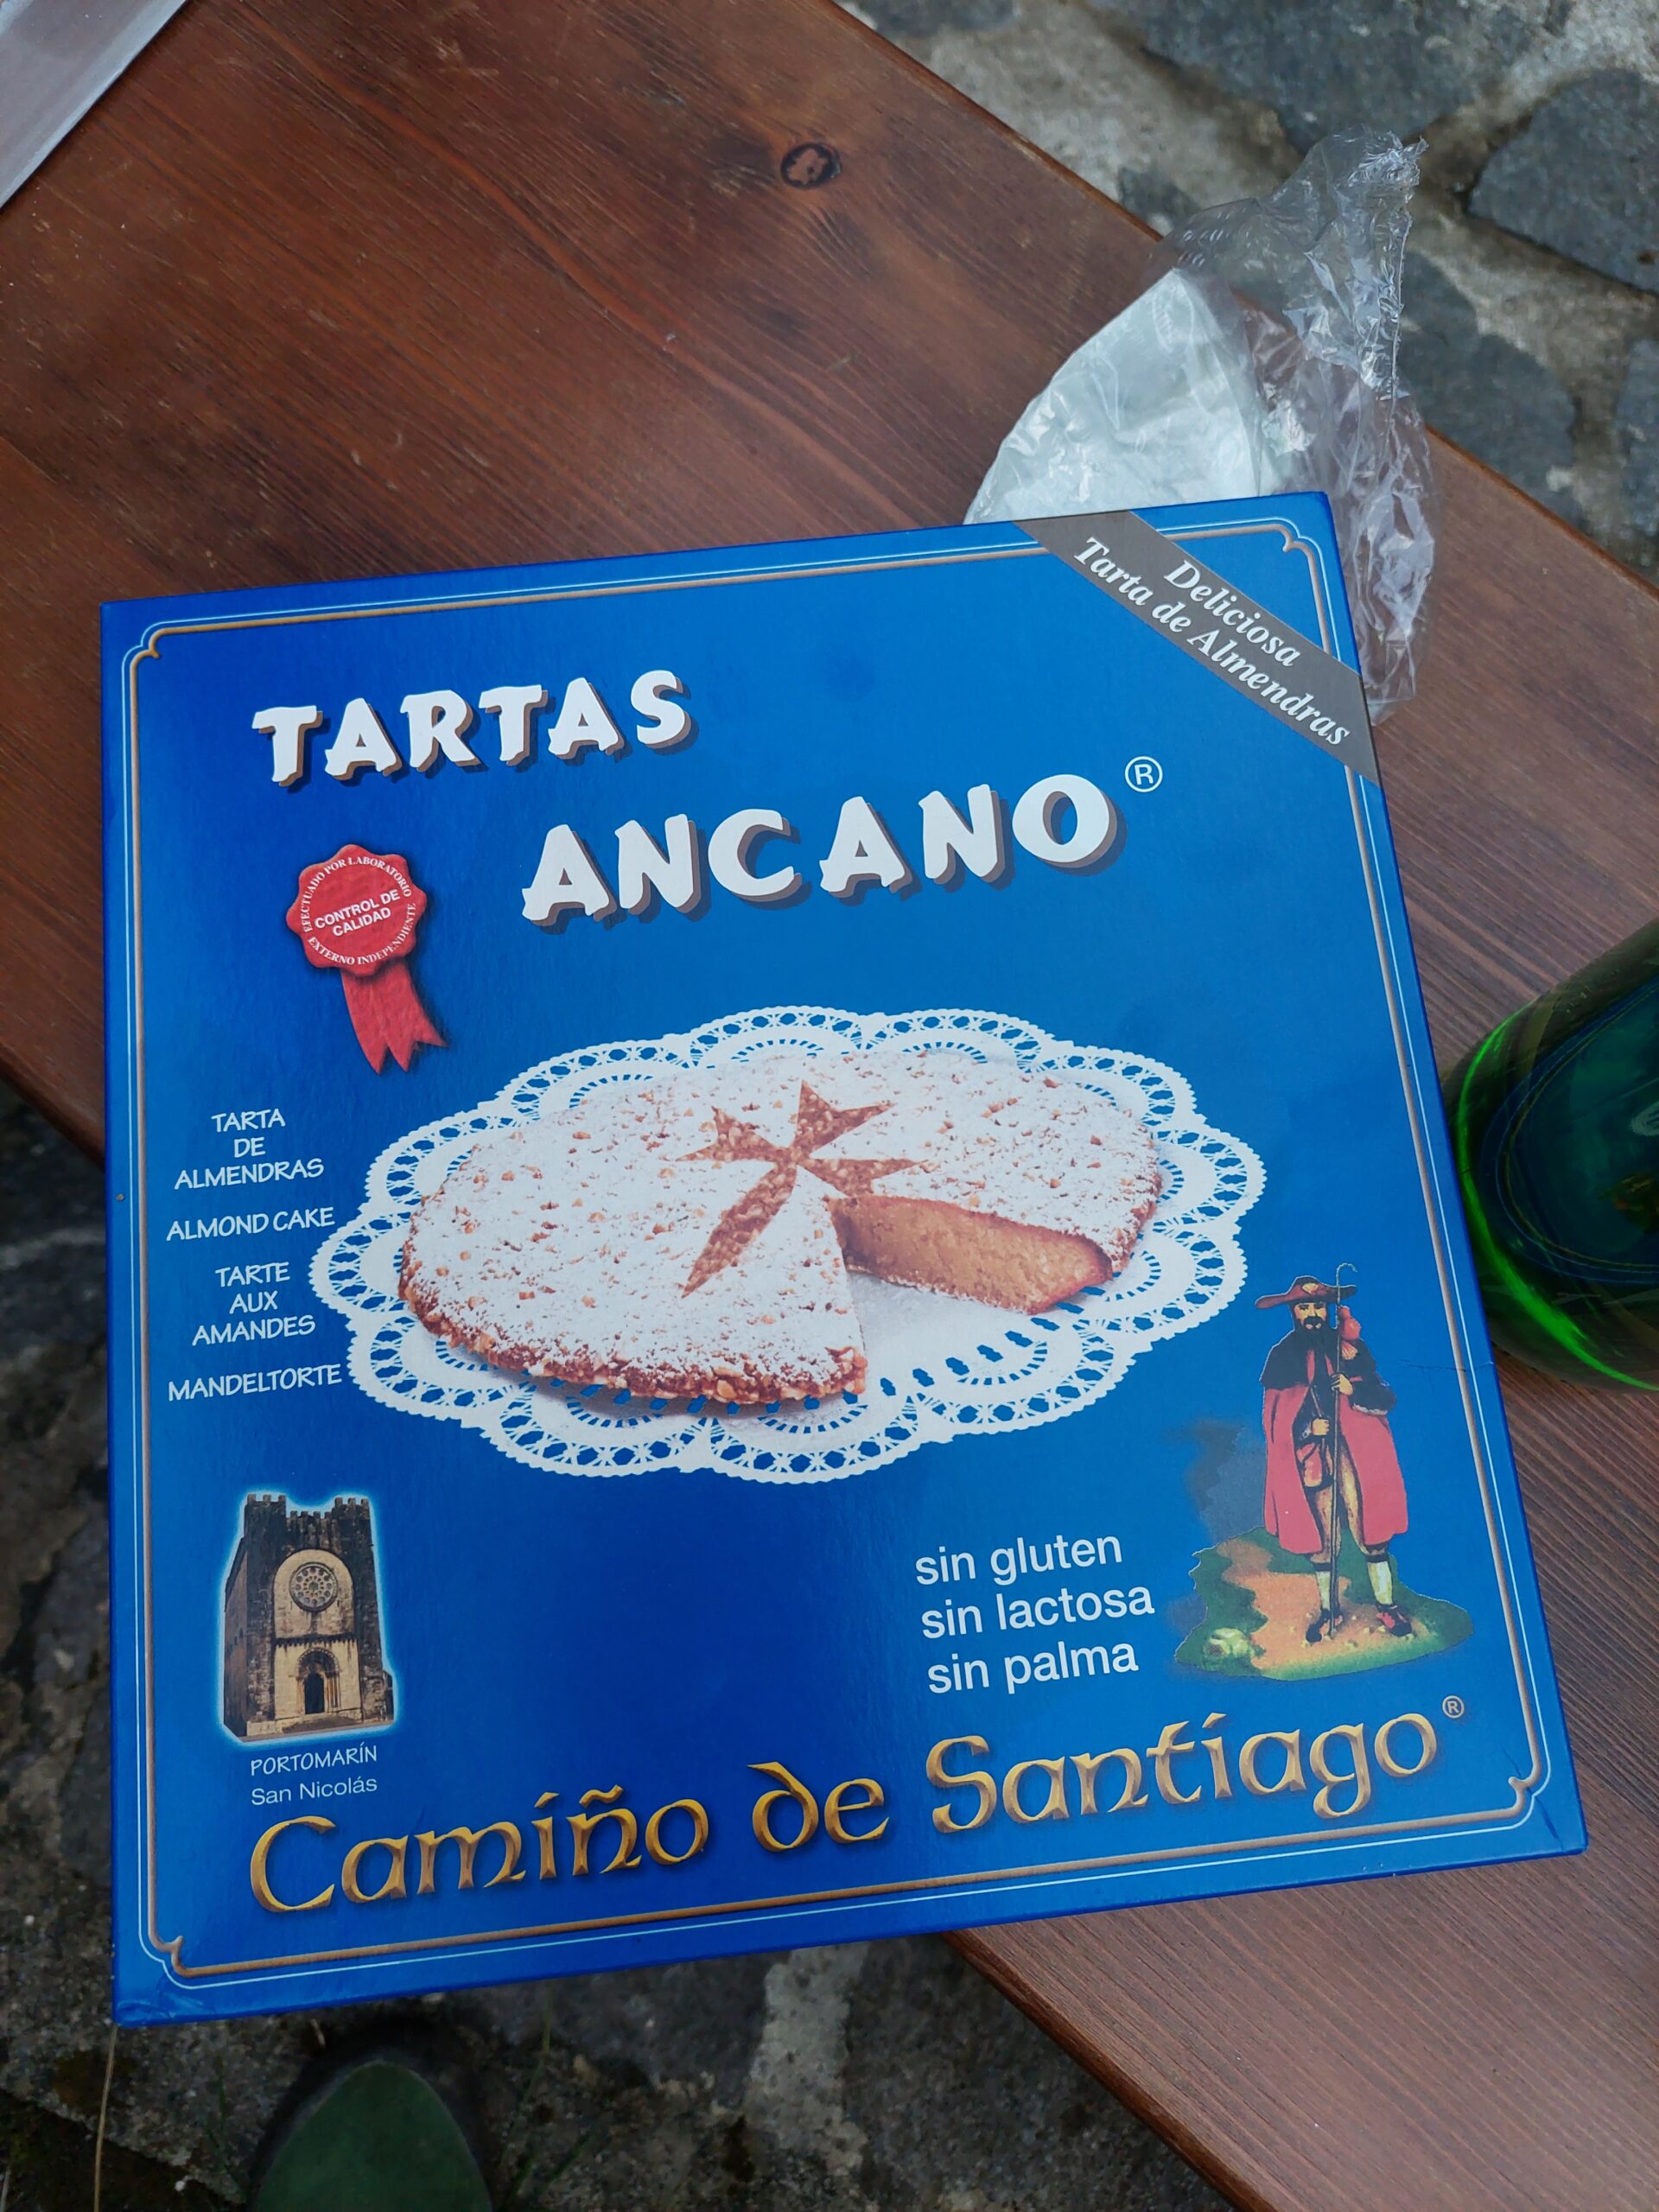 Deliciosa
Tarta de Almendras
TARTAS
ANCANO®
EFECTUADO POR LABORATORIO
CONTROL DE
CALIDAD
EXTERNO INDEPENDIENTE
TARTA
DE
ALMENDRAS
ALMOND CAKE
TARTE
AUX
AMANDES
MANDELTORTE
sin gluten
sin lactosa
sin palma
PORTOMARÍN
San Nicolás
Camiño de Santiago®